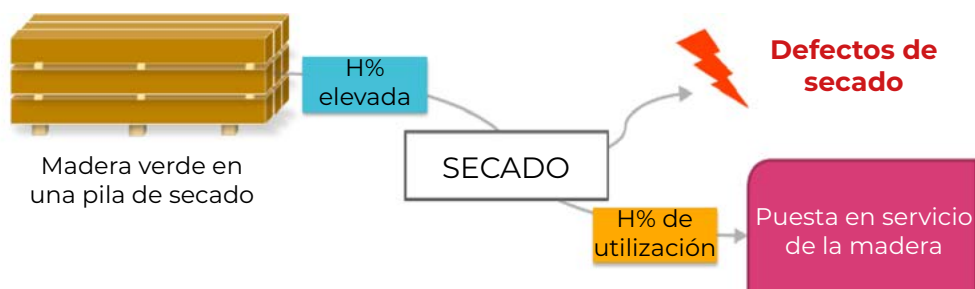 Madera verde en
una pila de secado
H%
elevada
SECADO
Defectos de
secado
H% de
utilización
Puesta en servicio
de la madera